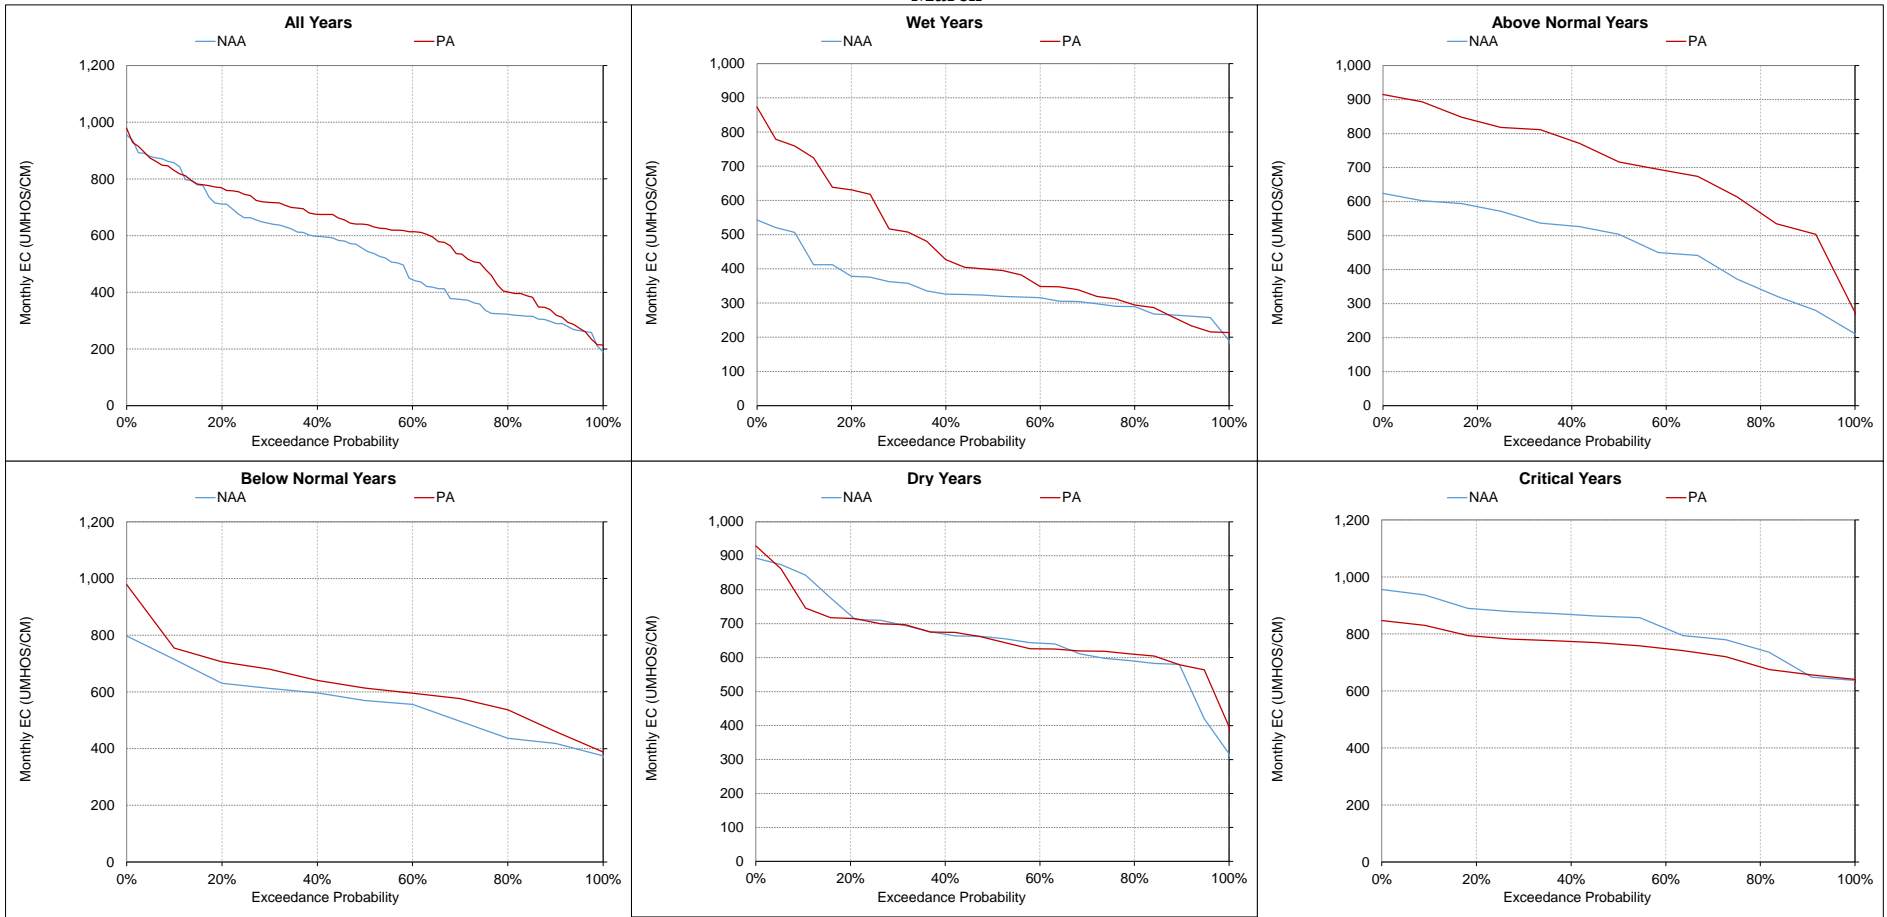 All Years
NAA PA
1,200
1,000
800
600
400
200
0
0% 20% 40% 60% 80% 100%
Monthly EC (UMHOS/CM)
Exceedance Probability
Wet Years
NAA PA
1,000
900
800
700
600
500
400
300
200
100
0
0% 20% 40% 60% 80% 100%
Monthly EC (UMHOS/CM)
Exceedance Probability
Above Normal Years
NAA PA
1,000
900
800
700
600
500
400
300
200
100
0
0% 20% 40% 60% 80% 100%
Monthly EC (UMHOS/CM)
Exceedance Probability
Below Normal Years
NAA PA
1,200
1,000
800
600
400
200
0
0% 20% 40% 60% 80% 100%
Monthly EC (UMHOS/CM)
Exceedance Probability
Dry Years
NAA PA
1,000
900
800
700
600
500
400
300
200
100
0
0% 20% 40% 60% 80% 100%
Monthly EC (UMHOS/CM)
Exceedance Probability
Critical Years
NAA PA
1,200
1,000
800
600
400
200
0
0% 20% 40% 60% 80% 100%
Monthly EC (UMHOS/CM)
Exceedance Probability